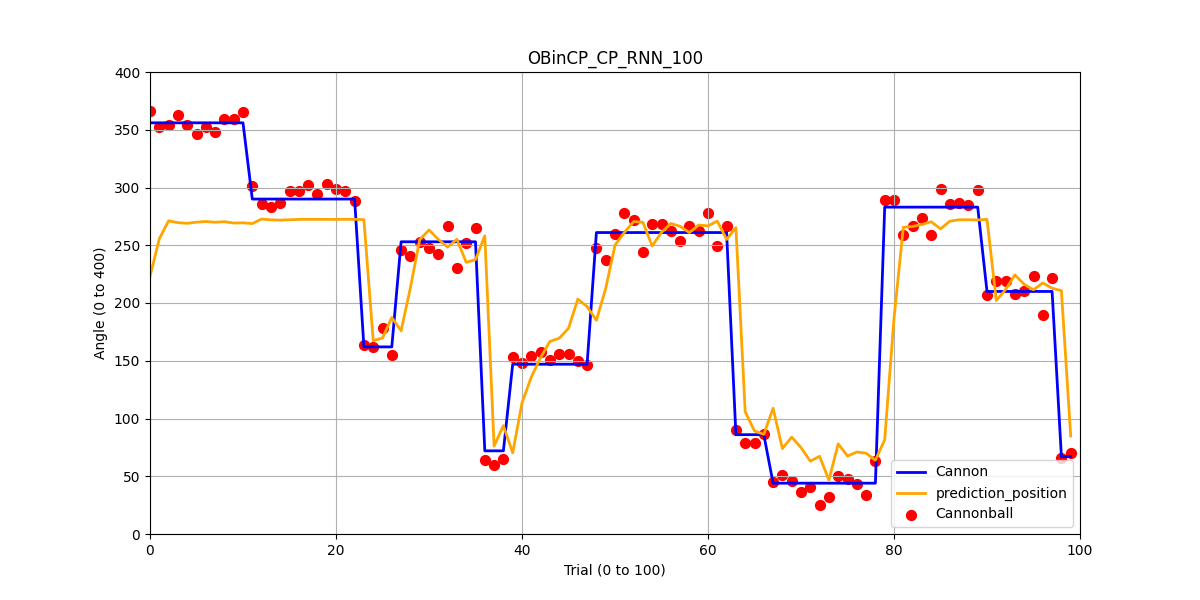 OBinCP_CP_RNN_100
400
350
300
250
200
150
100
50
0
Angle (0 to 400)
0 20 40 60 80 100
Trial (0 to 100)
Cannon
prediction_position
Cannonball